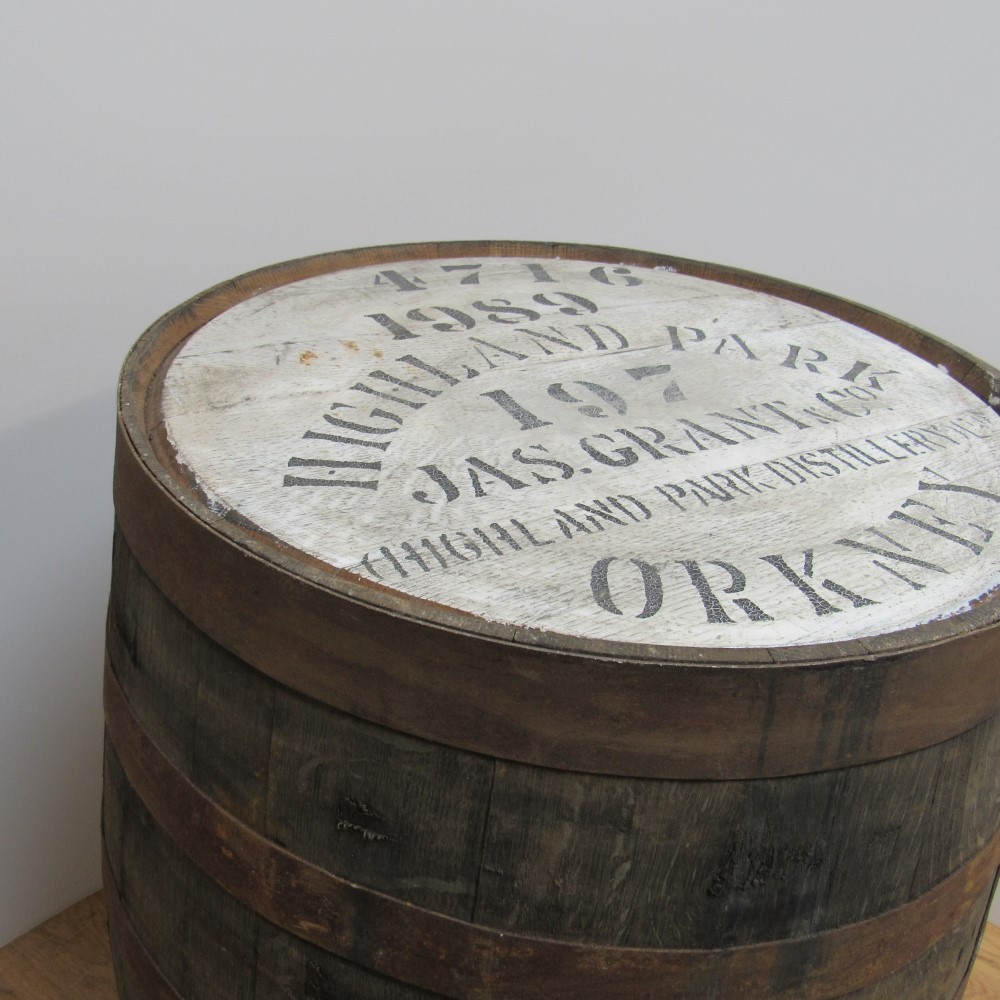 4716
1989
HIGHLAND PARK
197
JAS. GRANT & CO.
HIGHLAND PARK DISTILLERY
ORKNEY